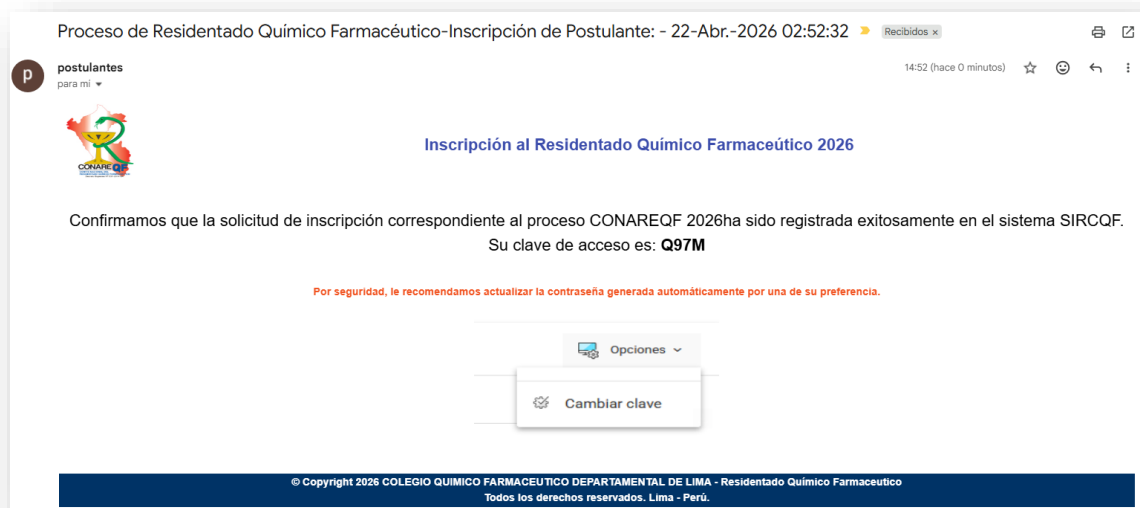 Proceso de Residentado Químico Farmacéutico-Inscripción de Postulante: - 22-Abr.-2026 02:52:32
Recibidos x
p
postulantes
14:52 (hace 0 minutos)
para mí
CONAREQF
Inscripción al Residentado Químico Farmaceútico 2026
Confirmamos que la solicitud de inscripción correspondiente al proceso CONAREQF 2026ha sido registrada exitosamente en el sistema SIRCQF.
Su clave de acceso es: Q97M
Por seguridad, le recomendamos actualizar la contraseña generada automáticamente por una de su preferencia.
Opciones
Cambiar clave
© Copyright 2026 COLEGIO QUIMICO FARMACEUTICO DEPARTAMENTAL DE LIMA - Residentado Químico Farmaceutico
Todos los derechos reservados. Lima - Perú.